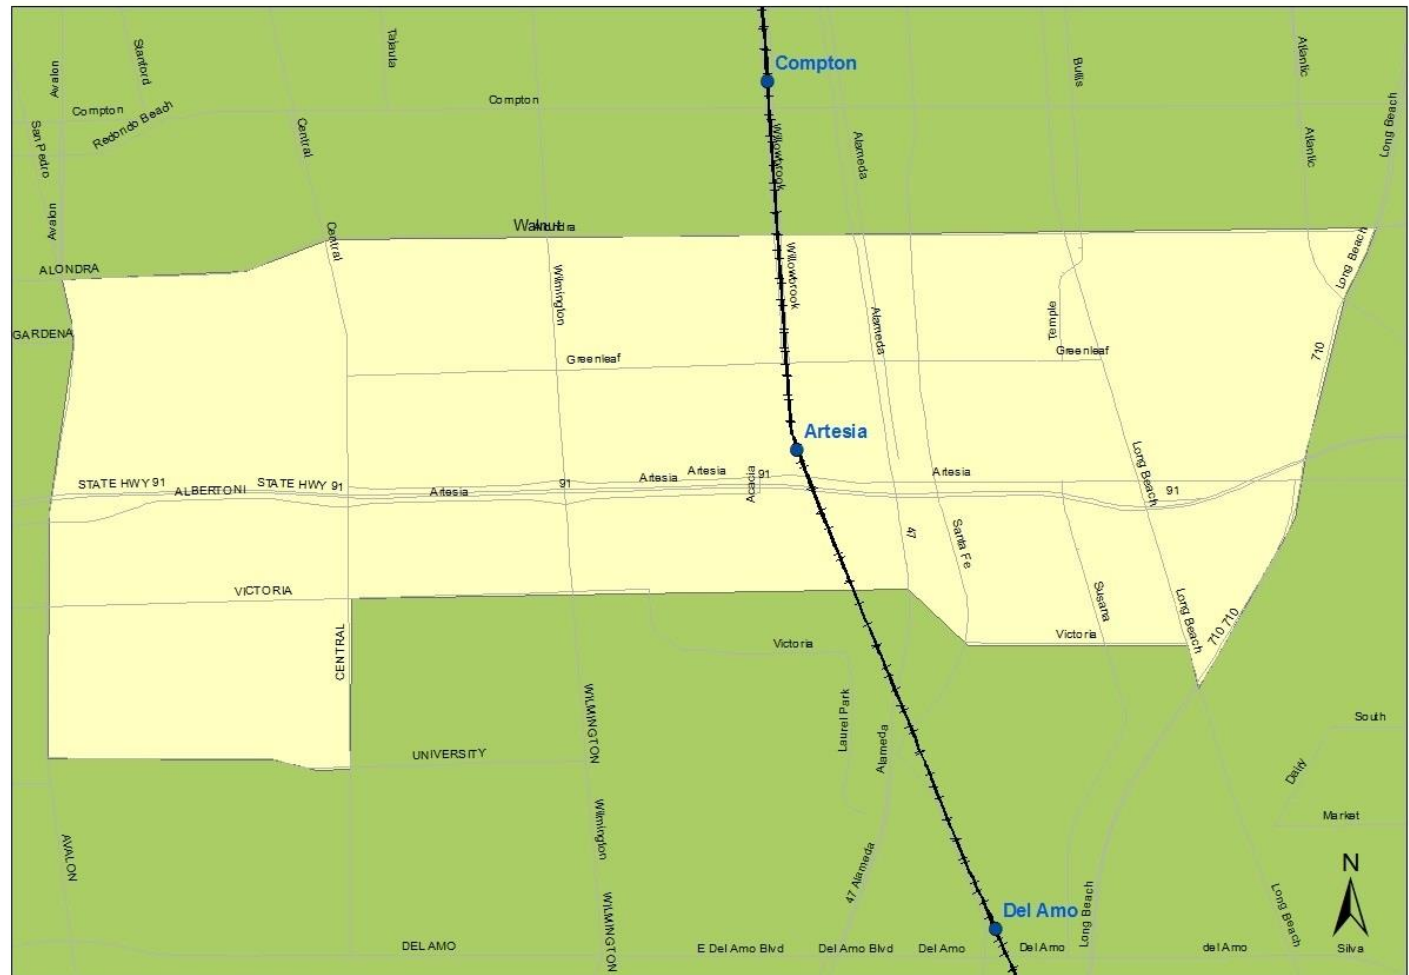 Compton
Avalon
Stanford
Tajauta
Bullis
Atlantic
Long Beach
Compton
Redondo Beach
Compton
San Pedro
Central
Willowbrook
Alameda
Atlantic
Avalon
Walnut
Central
ALONDRA
Willowbrook
Long Beach
Wilmington
GARDENA
Alameda
Temple
Greenleaf
Greenleaf
710
Artesia
Long Beach
STATE HWY 91
ALBERTONI
STATE HWY 91
Artesia
91
Artesia
Artesia
Acacia
91
Artesia
91
47
Santa Fe
VICTORIA
Susana
Long Beach
710 710
Victoria
Victoria
CENTRAL
WILMINGTON
Laurel Park
Alameda
South
UNIVERSITY
Dairy
Market
AVALON
Wilmington
47 Alameda
N
WILMINGTON
Del Amo
Long Beach
Long Beach
DEL AMO
E Del Amo Blvd
Del Amo Blvd
Del Amo
Del Amo
del Amo
Silva